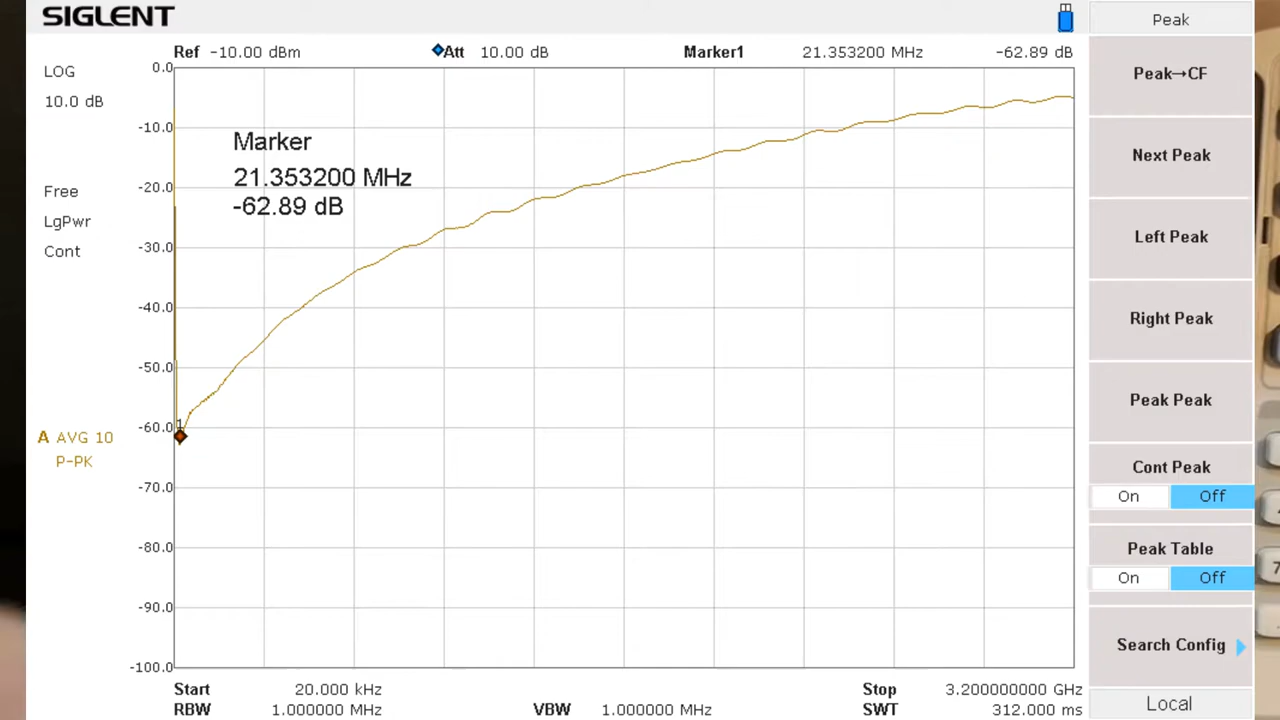 SIGLENT
Peak
Ref -10.00 dBm Att 10.00 dB Marker1 21.353200 MHz -62.89 dB
LOG
10.0 dB
Free
LgPwr
Cont
A AVG 10
P-PK
0.0
-10.0
-20.0
-30.0
-40.0
-50.0
-60.0
-70.0
-80.0
-90.0
-100.0
Marker
21.353200 MHz
-62.89 dB
1
Start 20.000 kHz Stop 3.200000000 GHz
RBW 1.000000 MHz VBW 1.000000 MHz SWT 312.000 ms
Peak→CF
Next Peak
Left Peak
Right Peak
Peak Peak
Cont Peak
On Off
Peak Table
On Off
Search Config
Local
7